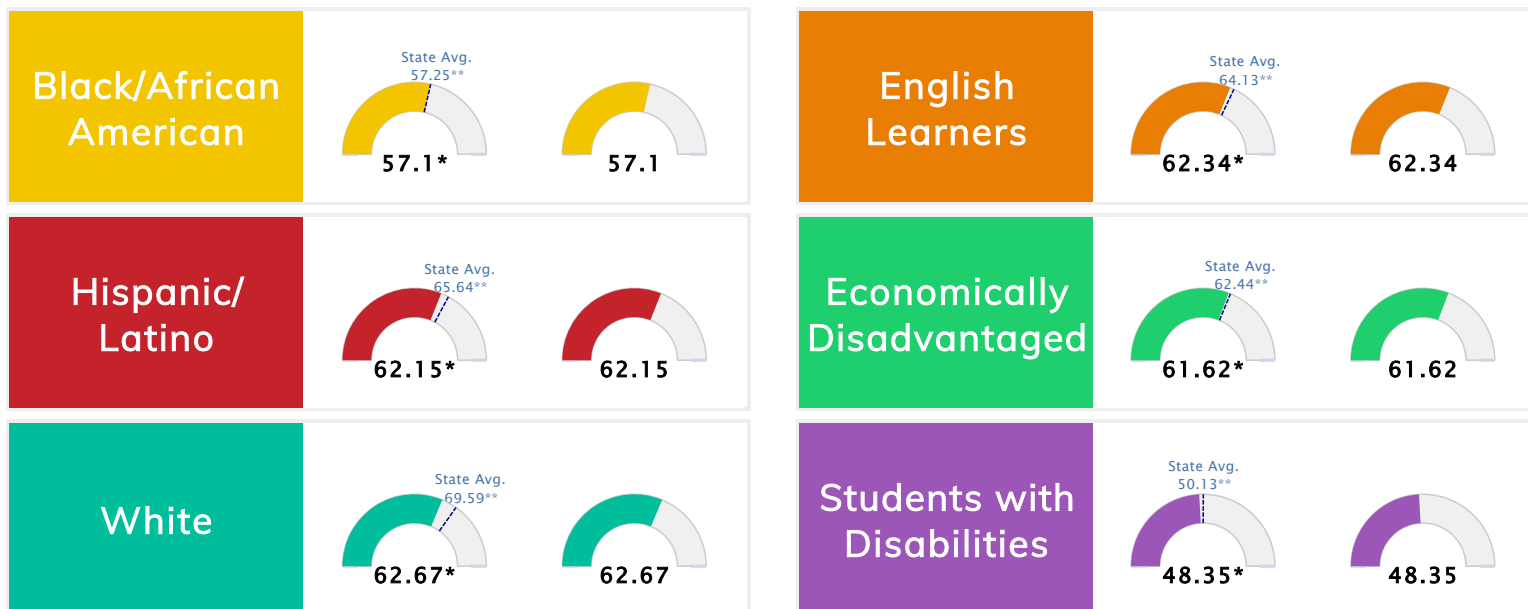 Black/African
American
State Avg.
57.25**
57.1*
57.1
English
Learners
State Avg.
64.13**
62.34*
62.34
Hispanic/
Latino
State Avg.
65.64**
62.15*
62.15
Economically
Disadvantaged
State Avg.
62.44**
61.62*
61.62
White
State Avg.
69.59**
62.67*
62.67
Students with
Disabilities
State Avg.
50.13**
48.35*
48.35